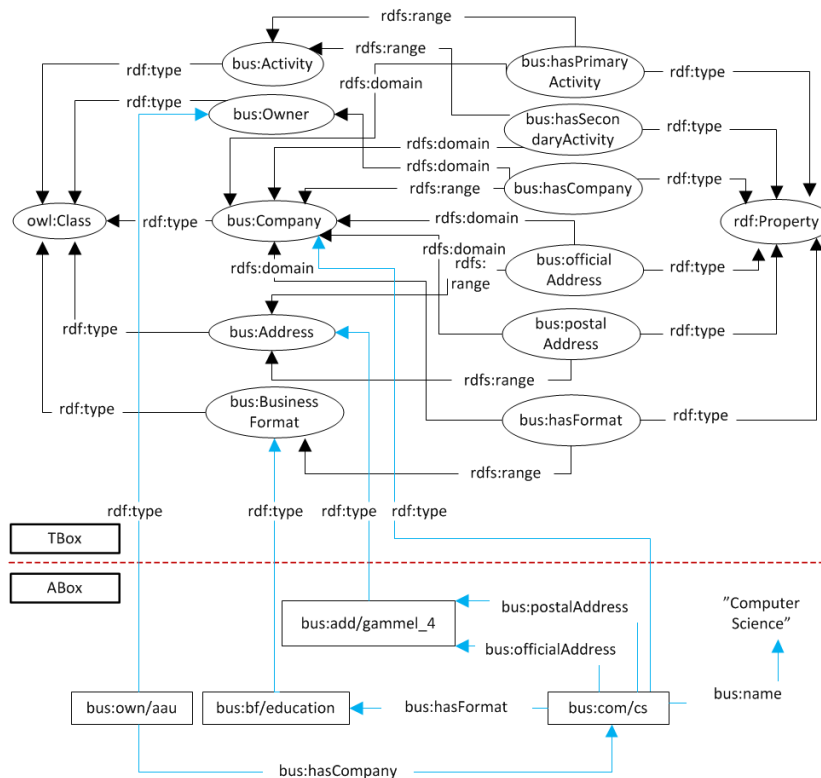 rdfs:range
bus:Activity
rdfs:range
bus:hasPrimary
Activity
rdf:type
rdf:type
rdfs:domain
rdf:type
bus:Owner
bus:hasSecon
daryActivity
rdf:type
rdfs:domain
rdfs:domain
rdfs:range
bus:hasCompany
rdf:type
owl:Class
rdf:type
bus:Company
rdfs:domain
rdf:Property
rdfs:domain
rdfs:domain
rdfs:
range
bus:official
Address
rdf:type
rdf:type
bus:Address
bus:postal
Address
rdf:type
rdfs:range
rdf:type
bus:Business
Format
bus:hasFormat
rdf:type
rdfs:range
rdf:type
rdf:type
rdf:type
rdf:type
TBox
ABox
bus:add/gammel_4
bus:postalAddress
"Computer
Science"
bus:officialAddress
bus:own/aau
bus:bf/education
bus:hasFormat
bus:com/cs
bus:name
bus:hasCompany